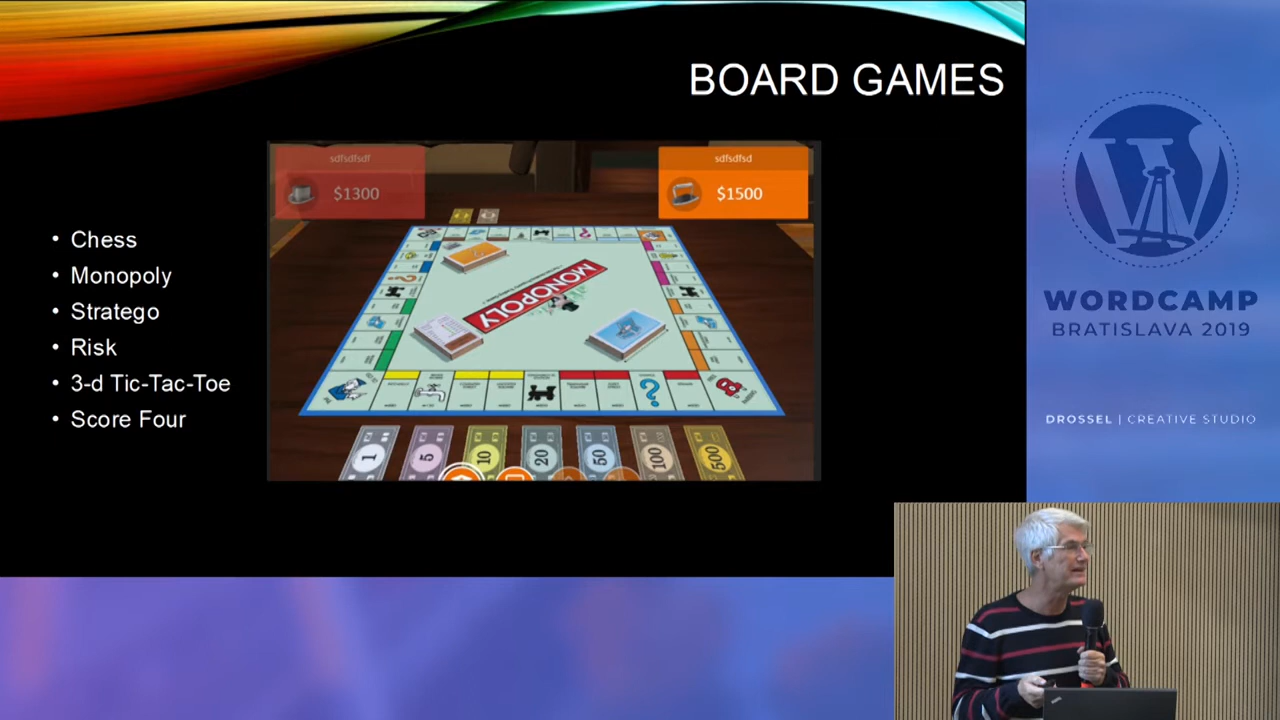 BOARD GAMES
• Chess
• Monopoly
• Stratego
• Risk
• 3-d Tic-Tac-Toe
• Score Four
sdfsdfsdf
$1300
sdfsdfsd
$1500
MONOPOLY
1
5
10
20
50
100
500
WORDCAMP
BRATISLAVA 2019
DROSSEL | CREATIVE STUDIO